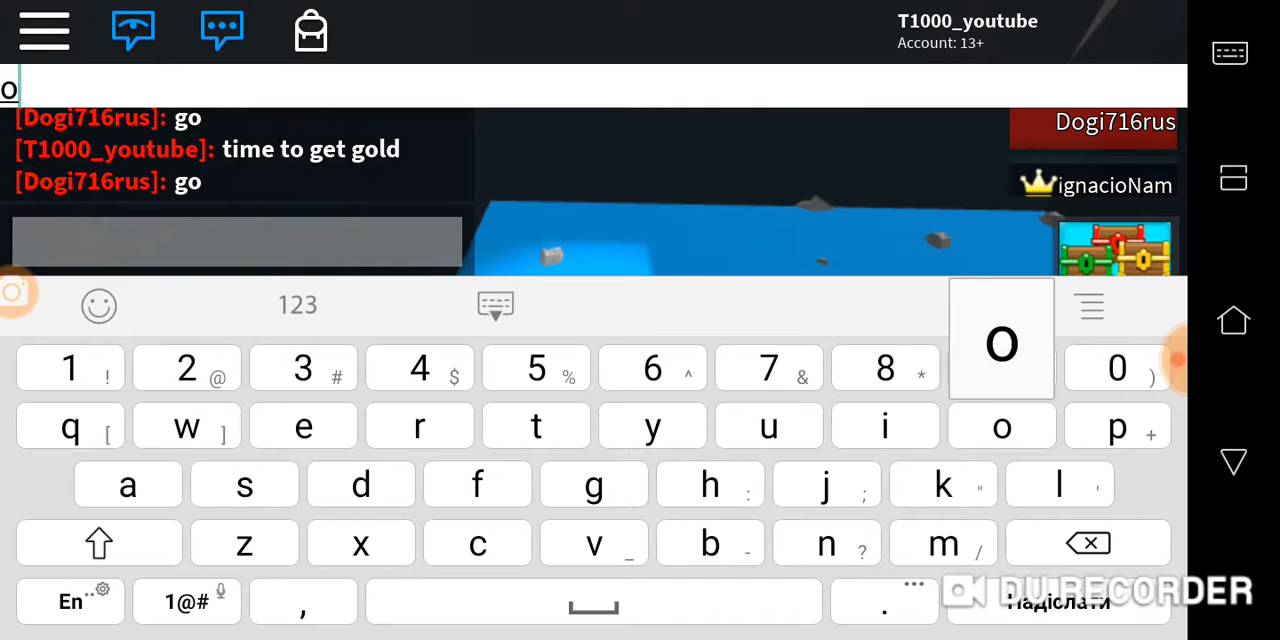 T1000_youtube
Account: 13+
o
[Dogi716rus]: go
[T1000_youtube]: time to get gold
[Dogi716rus]: go
Dogi716rus
ignacioNam
123
o
1 ! 2 @ 3 # 4 $ 5 % 6 ^ 7 & 8 * 0 )
q [ w ] e r t y u i o p +
a s d f g h : j ; k " l '
z x c v _ b - n ? m /
En 1@# , . Надіслати
DU RECORDER